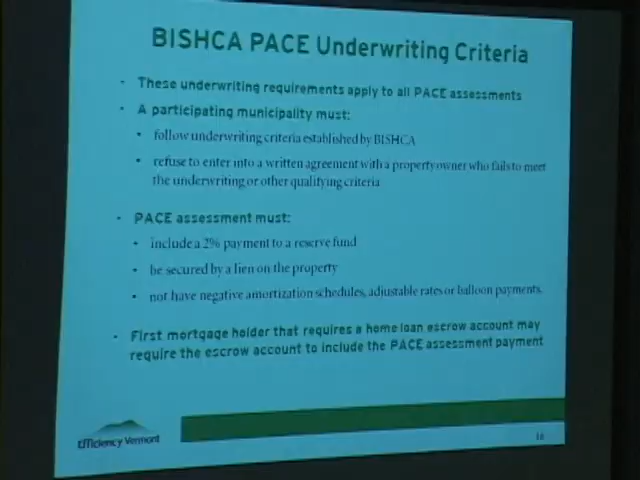 BISHCA PACE Underwriting Criteria
These underwriting requirements apply to all PACE assessments
A participating municipality must:
follow underwriting criteria established by BISHCA
refuse to enter into a written agreement with a property owner who fails to meet
the underwriting or other qualifying criteria
PACE assessment must:
include a 2% payment to a reserve fund
be secured by a lien on the property
not have negative amortization schedules, adjustable rates or balloon payments.
First mortgage holder that requires a home loan escrow account may
require the escrow account to include the PACE assessment payment
Efficiency Vermont